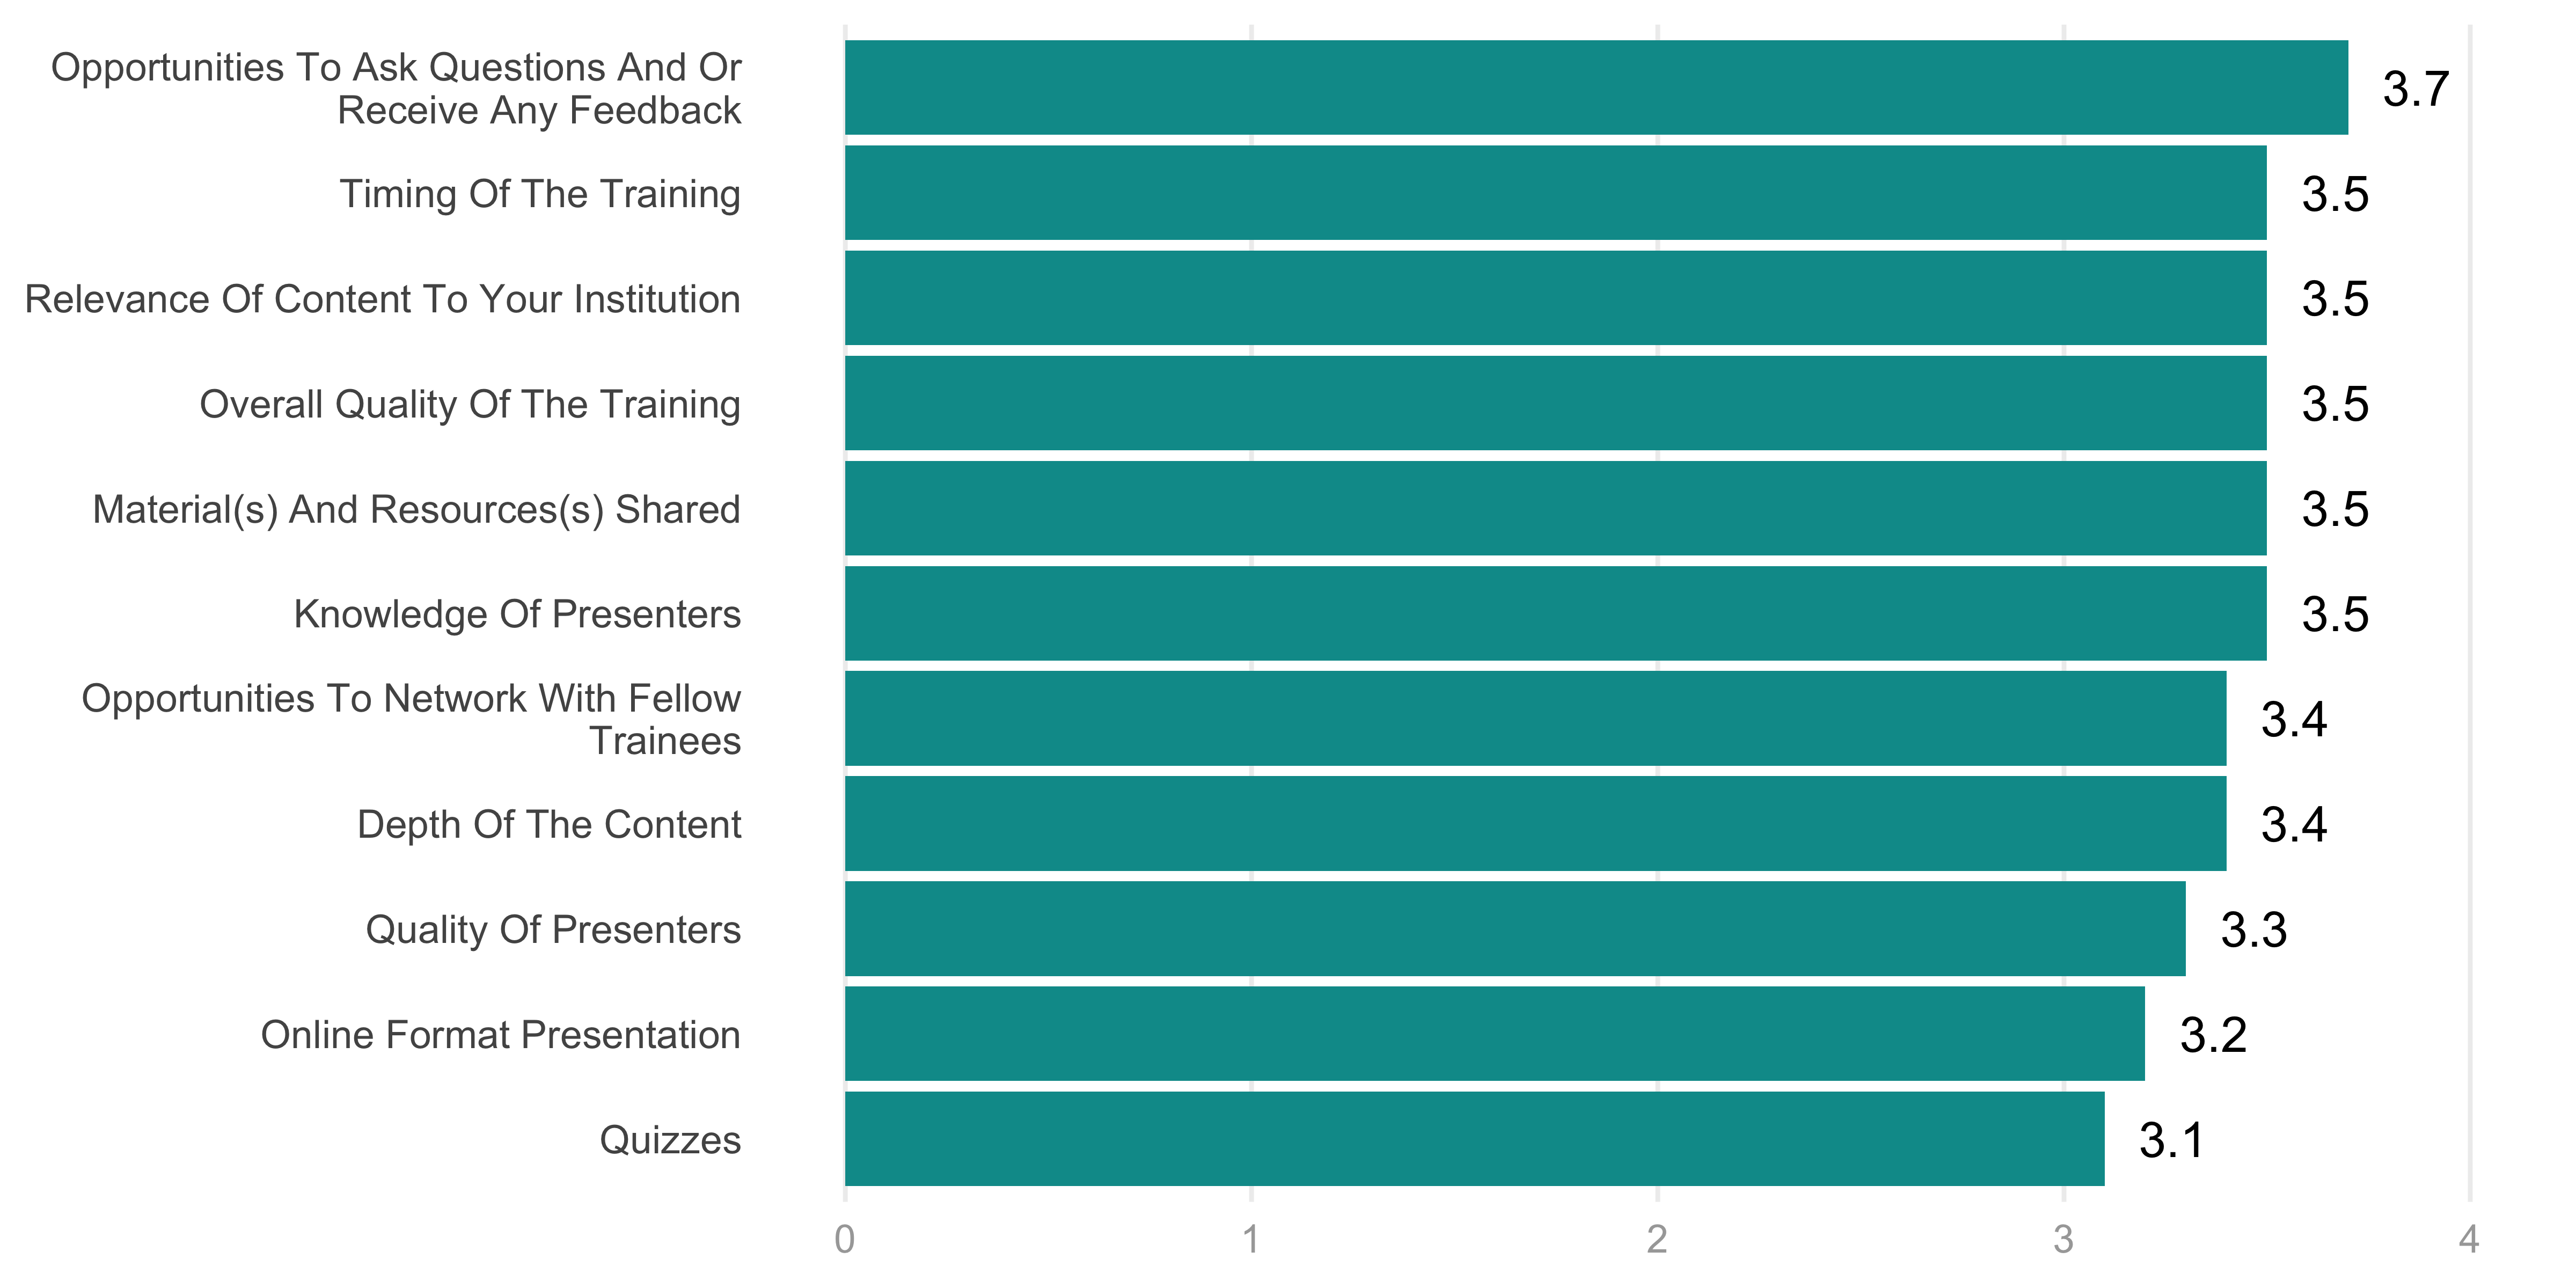 Opportunities To Ask Questions And Or
Receive Any Feedback
3.7
Timing Of The Training
3.5
Relevance Of Content To Your Institution
3.5
Overall Quality Of The Training
3.5
Material(s) And Resources(s) Shared
3.5
Knowledge Of Presenters
3.5
Opportunities To Network With Fellow
Trainees
3.4
Depth Of The Content
3.4
Quality Of Presenters
3.3
Online Format Presentation
3.2
Quizzes
3.1
0 1 2 3 4